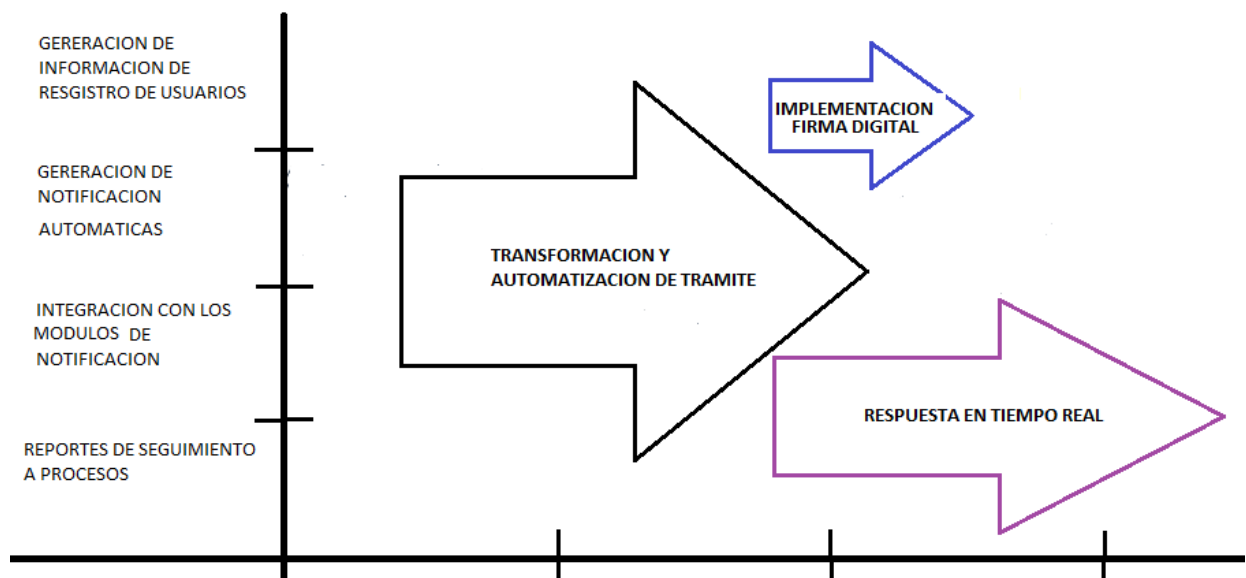 GERERACION DE
INFORMACION DE
RESGISTRO DE USUARIOS
GERERACION DE
NOTIFICACION
AUTOMATICAS
INTEGRACION CON LOS
MODULOS DE
NOTIFICACION
REPORTES DE SEGUIMIENTO
A PROCESOS
TRANSFORMACION Y
AUTOMATIZACION DE TRAMITE
IMPLEMENTACION
FIRMA DIGITAL
RESPUESTA EN TIEMPO REAL